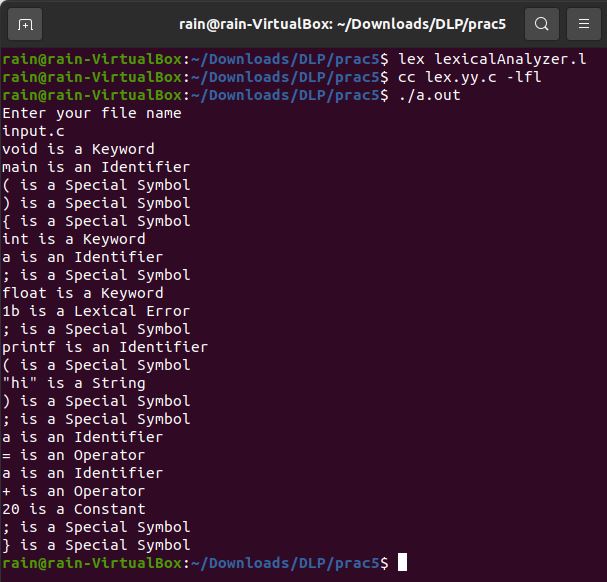 rain@rain-VirtualBox: ~/Downloads/DLP/prac5
rain@rain-VirtualBox:~/Downloads/DLP/prac5$ lex lexicalAnalyzer.l
rain@rain-VirtualBox:~/Downloads/DLP/prac5$ cc lex.yy.c -lfl
rain@rain-VirtualBox:~/Downloads/DLP/prac5$ ./a.out
Enter your file name
input.c
void is a Keyword
main is an Identifier
( is a Special Symbol
) is a Special Symbol
{ is a Special Symbol
int is a Keyword
a is an Identifier
; is a Special Symbol
float is a Keyword
1b is a Lexical Error
; is a Special Symbol
printf is an Identifier
( is a Special Symbol
"hi" is a String
) is a Special Symbol
; is a Special Symbol
a is an Identifier
= is an Operator
a is an Identifier
+ is an Operator
20 is a Constant
; is a Special Symbol
} is a Special Symbol
rain@rain-VirtualBox:~/Downloads/DLP/prac5$